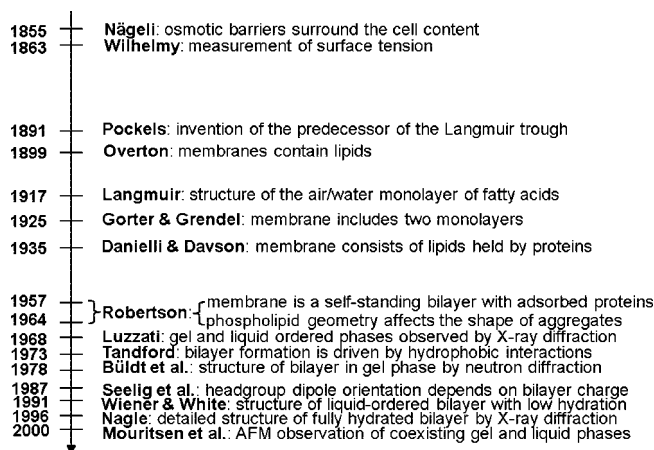 1855 Nägeli: osmotic barriers surround the cell content
1863 Wilhelmy: measurement of surface tension
1891 Pockels: invention of the predecessor of the Langmuir trough
1899 Overton: membranes contain lipids
1917 Langmuir: structure of the air/water monolayer of fatty acids
1925 Gorter & Grendel: membrane includes two monolayers
1935 Danielli & Davson: membrane consists of lipids held by proteins
1957 membrane is a self-standing bilayer with adsorbed proteins
Robertson:
1964 phospholipid geometry affects the shape of aggregates
1968 Luzzati: gel and liquid ordered phases observed by X-ray diffraction
1973 Tandford: bilayer formation is driven by hydrophobic interactions
1978 Büldt et al.: structure of bilayer in gel phase by neutron diffraction
1987 Seelig et al.: headgroup dipole orientation depends on bilayer charge
1991 Wiener & White: structure of liquid-ordered bilayer with low hydration
1996 Nagle: detailed structure of fully hydrated bilayer by X-ray diffraction
2000 Mouritsen et al.: AFM observation of coexisting gel and liquid phases